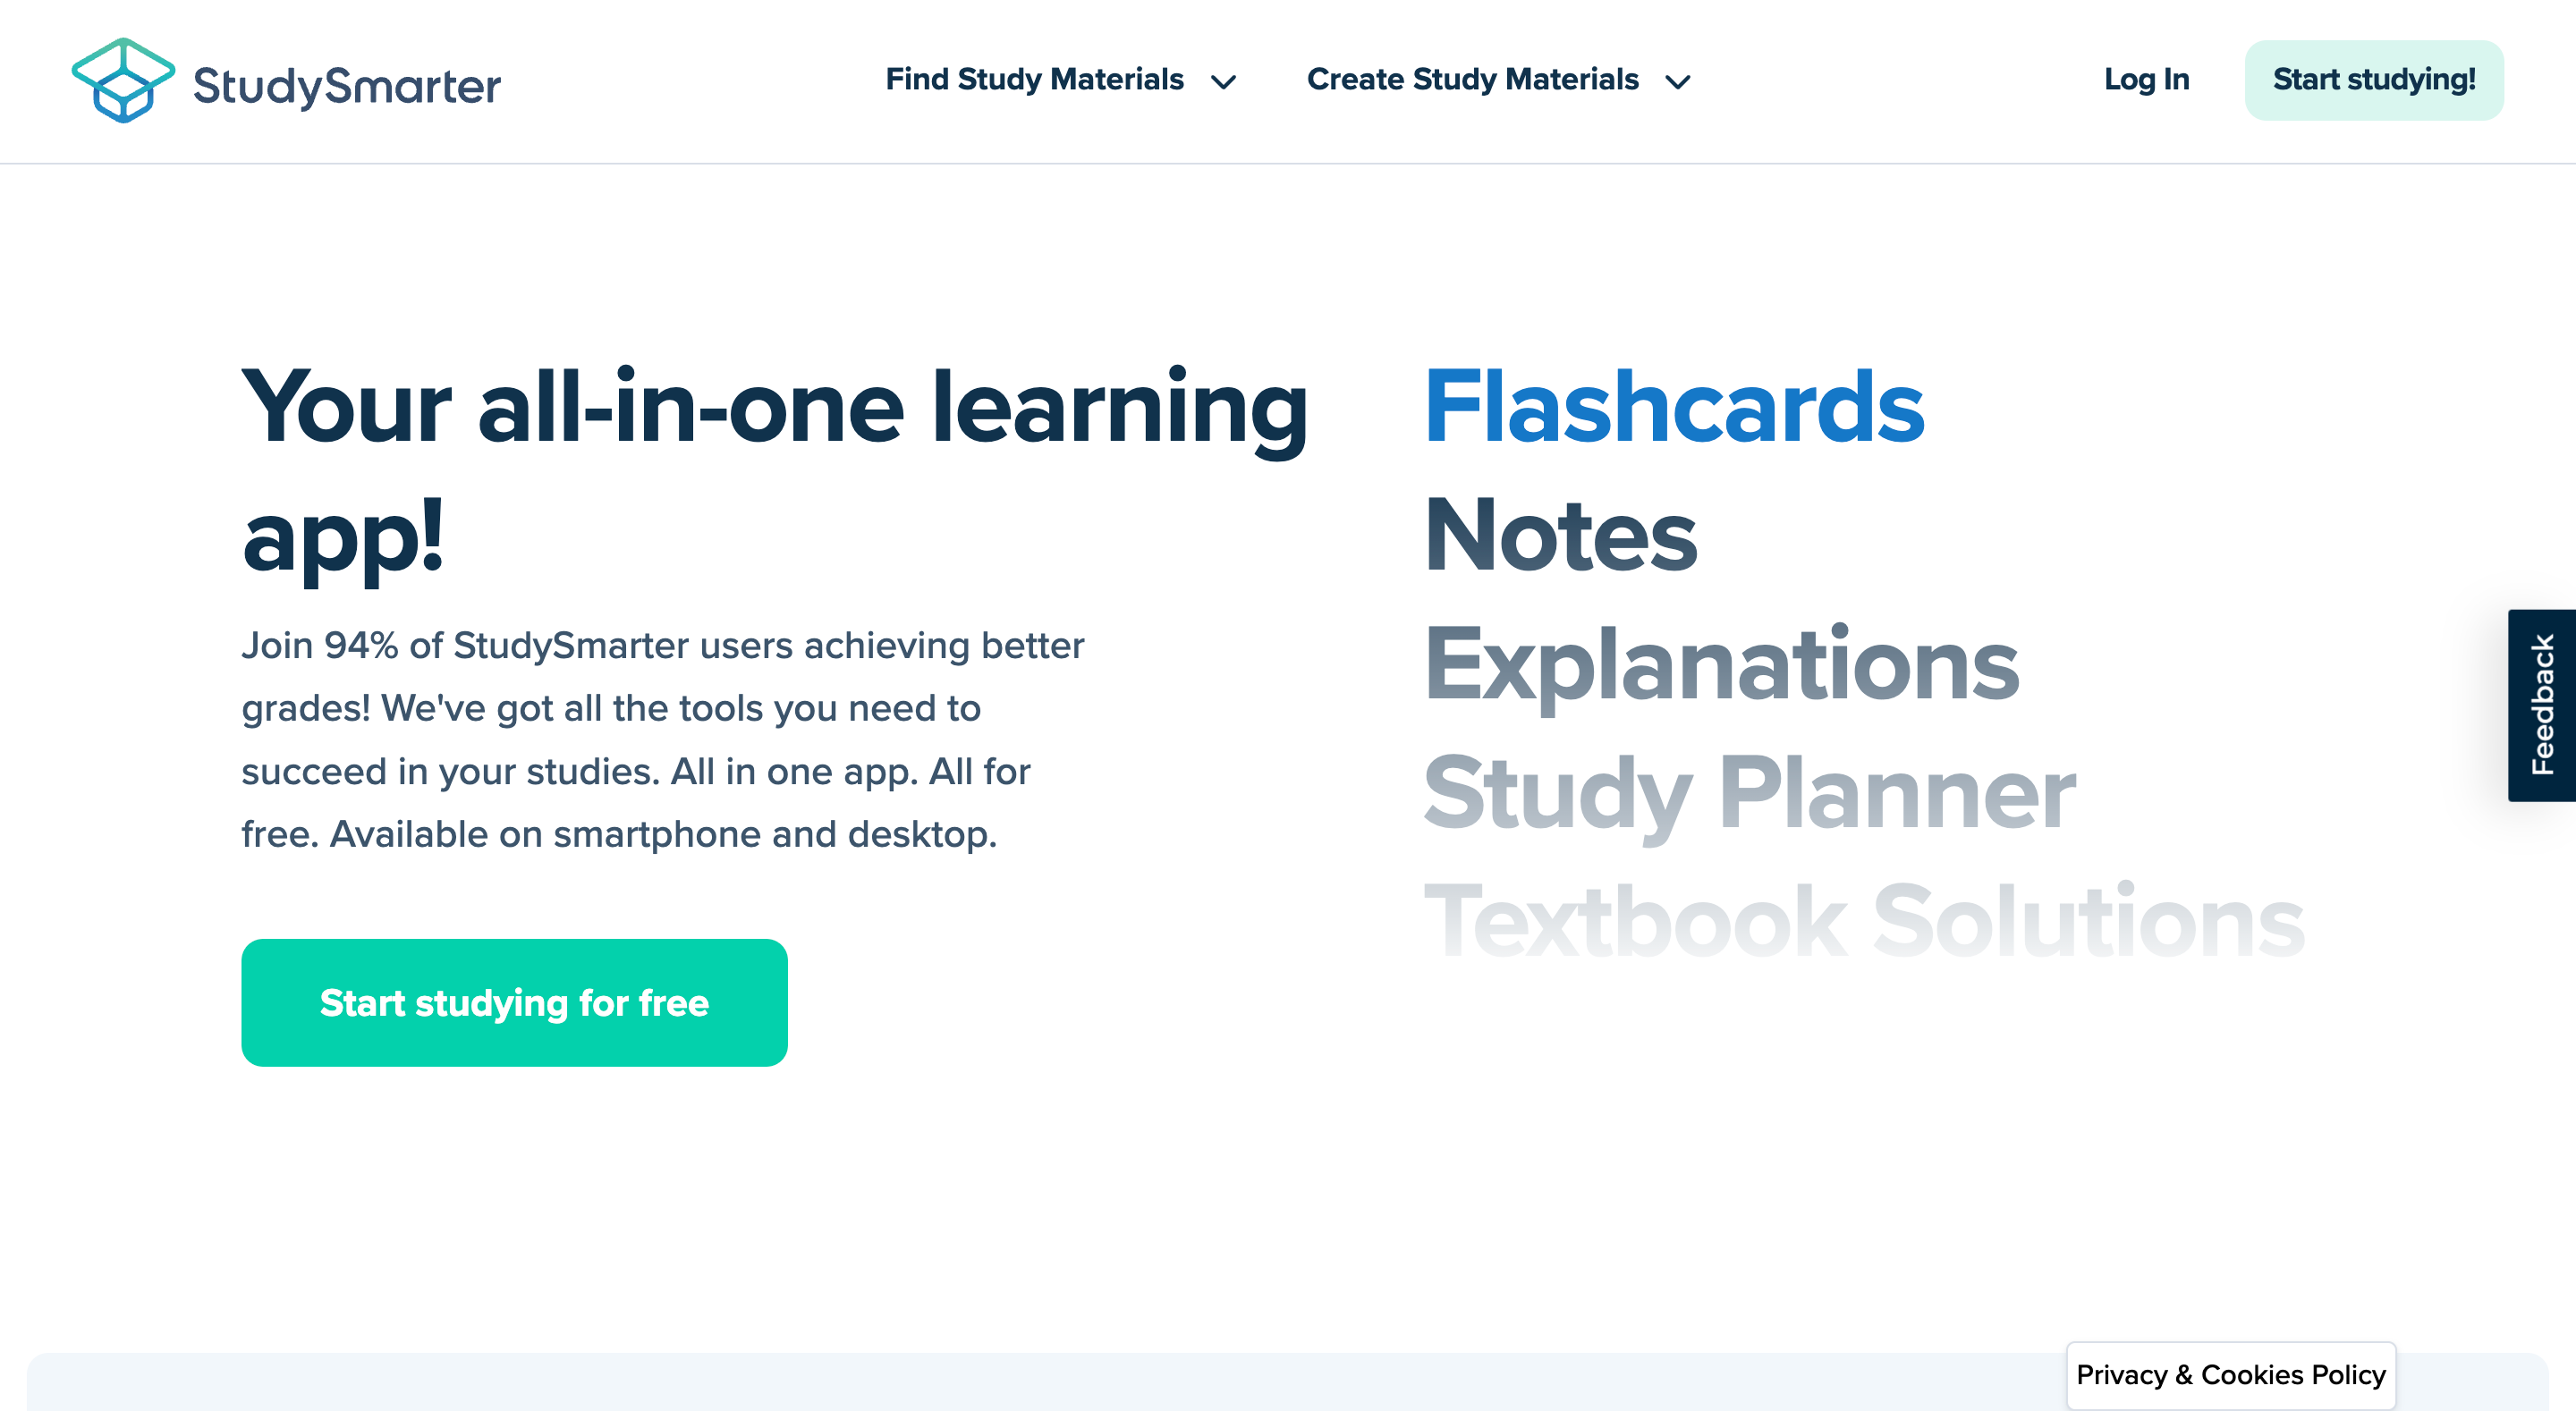 StudySmarter
Find Study Materials
Create Study Materials
Log In
Start studying!
Your all-in-one learning
app!
Join 94% of StudySmarter users achieving better
grades! We've got all the tools you need to
succeed in your studies. All in one app. All for
free. Available on smartphone and desktop.
Start studying for free
Flashcards
Notes
Explanations
Study Planner
Textbook Solutions
Feedback
Privacy & Cookies Policy